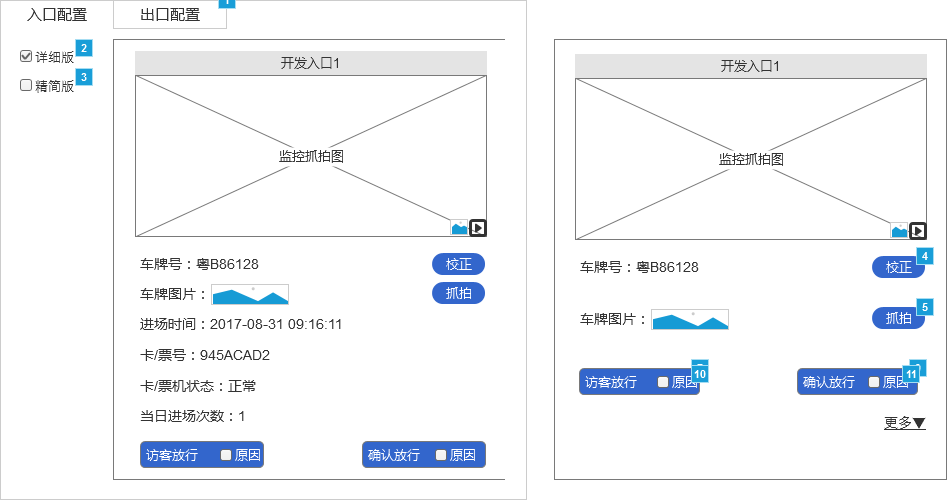 入口配置
出口配置
1
详细版
2
精简版
3
开发入口1
监控抓拍图
车牌号：粤B86128
校正
车牌图片：
抓拍
进场时间：2017-08-31 09:16:11
卡/票号：945ACAD2
卡/票机状态：正常
当日进场次数：1
访客放行
原因
确认放行
原因
开发入口1
监控抓拍图
车牌号：粤B86128
校正
4
车牌图片：
抓拍
5
访客放行
原因
10
确认放行
原因
11
更多▼